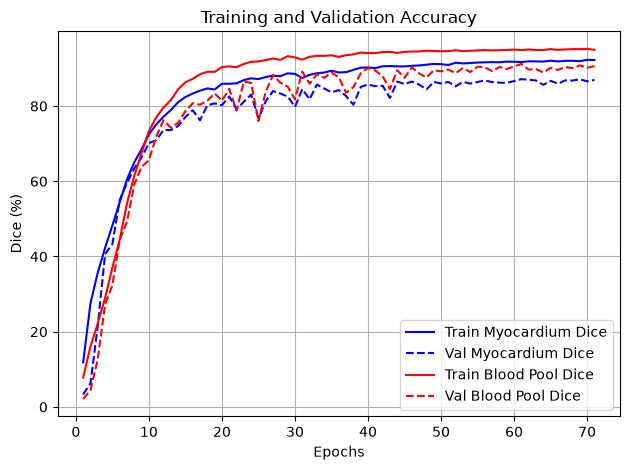 Training and Validation Accuracy
Dice (%)
80
60
40
20
0
0 10 20 30 40 50 60 70
Epochs
Train Myocardium Dice
Val Myocardium Dice
Train Blood Pool Dice
Val Blood Pool Dice